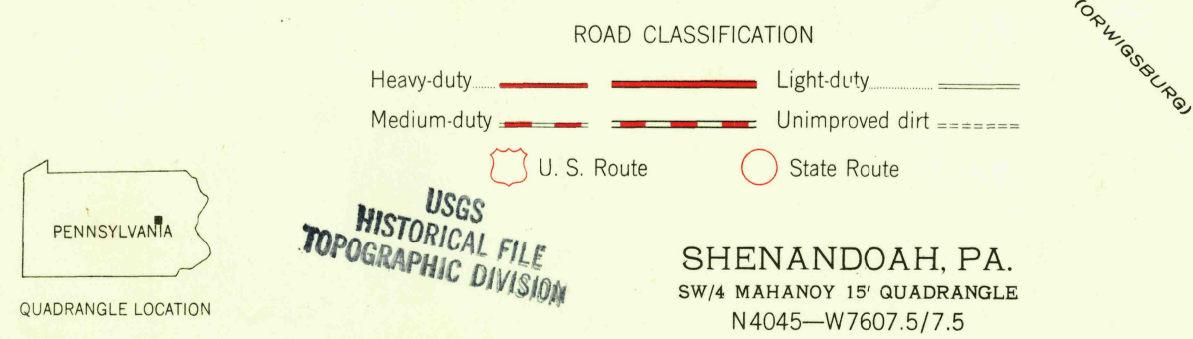 (ORWIGSBURG)
ROAD CLASSIFICATION
Heavy-duty
Light-duty
Medium-duty
Unimproved dirt
U. S. Route
State Route
PENNSYLVANIA
QUADRANGLE LOCATION
USGS
HISTORICAL FILE
TOPOGRAPHIC DIVISION
SHENANDOAH, PA.
SW/4 MAHANOY 15' QUADRANGLE
N4045—W7607.5/7.5